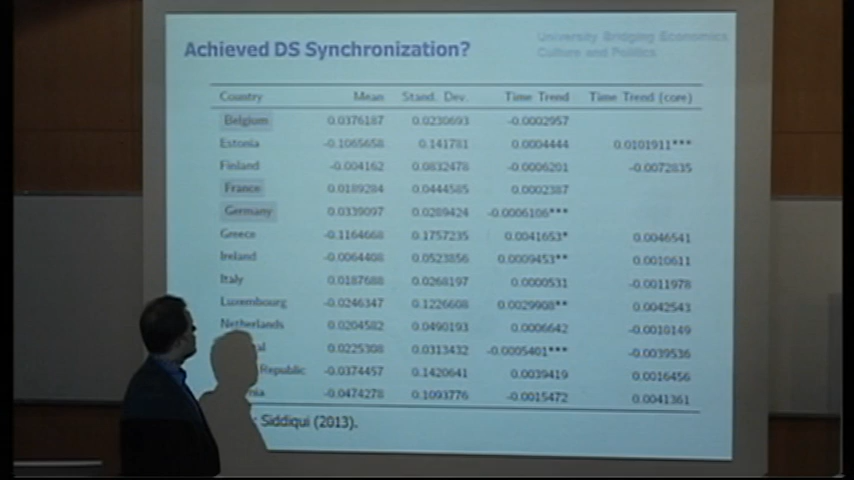 University Bridging Economics
Culture and Politics
Achieved DS Synchronization?
Country Mean Stand. Dev. Time Trend Time Trend (core)
Belgium 0.0376187 0.0230693 -0.0002957
Estonia -0.1065658 0.141781 0.0004444 0.0101911***
Finland -0.004162 0.0832478 -0.0006201 -0.0072835
France 0.0189284 0.0444585 0.0002387
Germany 0.0339097 0.0289424 -0.0006106***
Greece -0.1164668 0.1757235 0.0041653* 0.0046541
Ireland -0.0064408 0.0523856 0.0009453** 0.0010611
Italy 0.0187688 0.0268197 0.0000531 -0.0011978
Luxembourg -0.0246347 0.1226608 0.0029908** 0.0042543
Netherlands 0.0204582 0.0490193 0.0006642 -0.0010149
al 0.0225308 0.0313432 -0.0005401*** -0.0039536
Republic -0.0374457 0.1420641 0.0039419 0.0016456
nia -0.0474278 0.1093776 -0.0015472 0.0041361
: Siddiqui (2013).